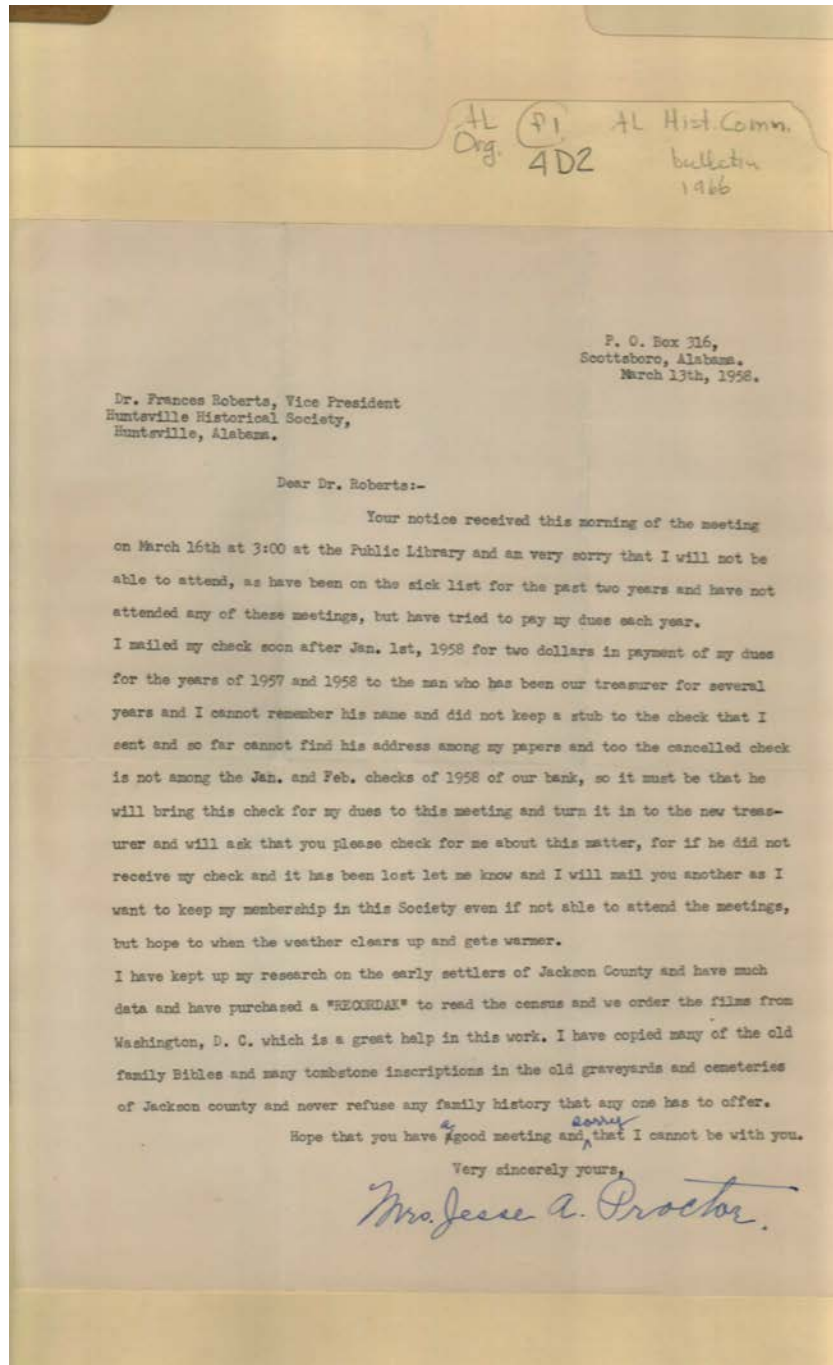 AL P1 AL Hist. Comm.
Org. 4D2 bulletin
1966
P. O. Box 316,
Scottsboro, Alabama.
March 13th, 1958.
Dr. Frances Roberts, Vice President
Huntsville Historical Society,
Huntsville, Alabama.
Dear Dr. Roberts:-
Your notice received this morning of the meeting
on March 16th at 3:00 at the Public Library and am very sorry that I will not be
able to attend, as have been on the sick list for the past two years and have not
attended any of these meetings, but have tried to pay my dues each year.
I mailed my check soon after Jan. 1st, 1958 for two dollars in payment of my dues
for the years of 1957 and 1958 to the man who has been our treasurer for several
years and I cannot remember his name and did not keep a stub to the check that I
sent and so far cannot find his address among my papers and too the cancelled check
is not among the Jan. and Feb. checks of 1958 of our bank, so it must be that he
will bring this check for my dues to this meeting and turn it in to the new treas-
urer and will ask that you please check for me about this matter, for if he did not
receive my check and it has been lost let me know and I will mail you another as I
want to keep my membership in this Society even if not able to attend the meetings,
but hope to when the weather clears up and gets warmer.
I have kept up my research on the early settlers of Jackson County and have much
data and have purchased a "RECORDAK" to read the census and we order the films from
Washington, D. C. which is a great help in this work. I have copied many of the old
family Bibles and many tombstone inscriptions in the old graveyards and cemeteries
of Jackson county and never refuse any family history that any one has to offer.
Hope that you have a good meeting and sorry that I cannot be with you.
Very sincerely yours,
Mrs. Jesse A. Proctor.